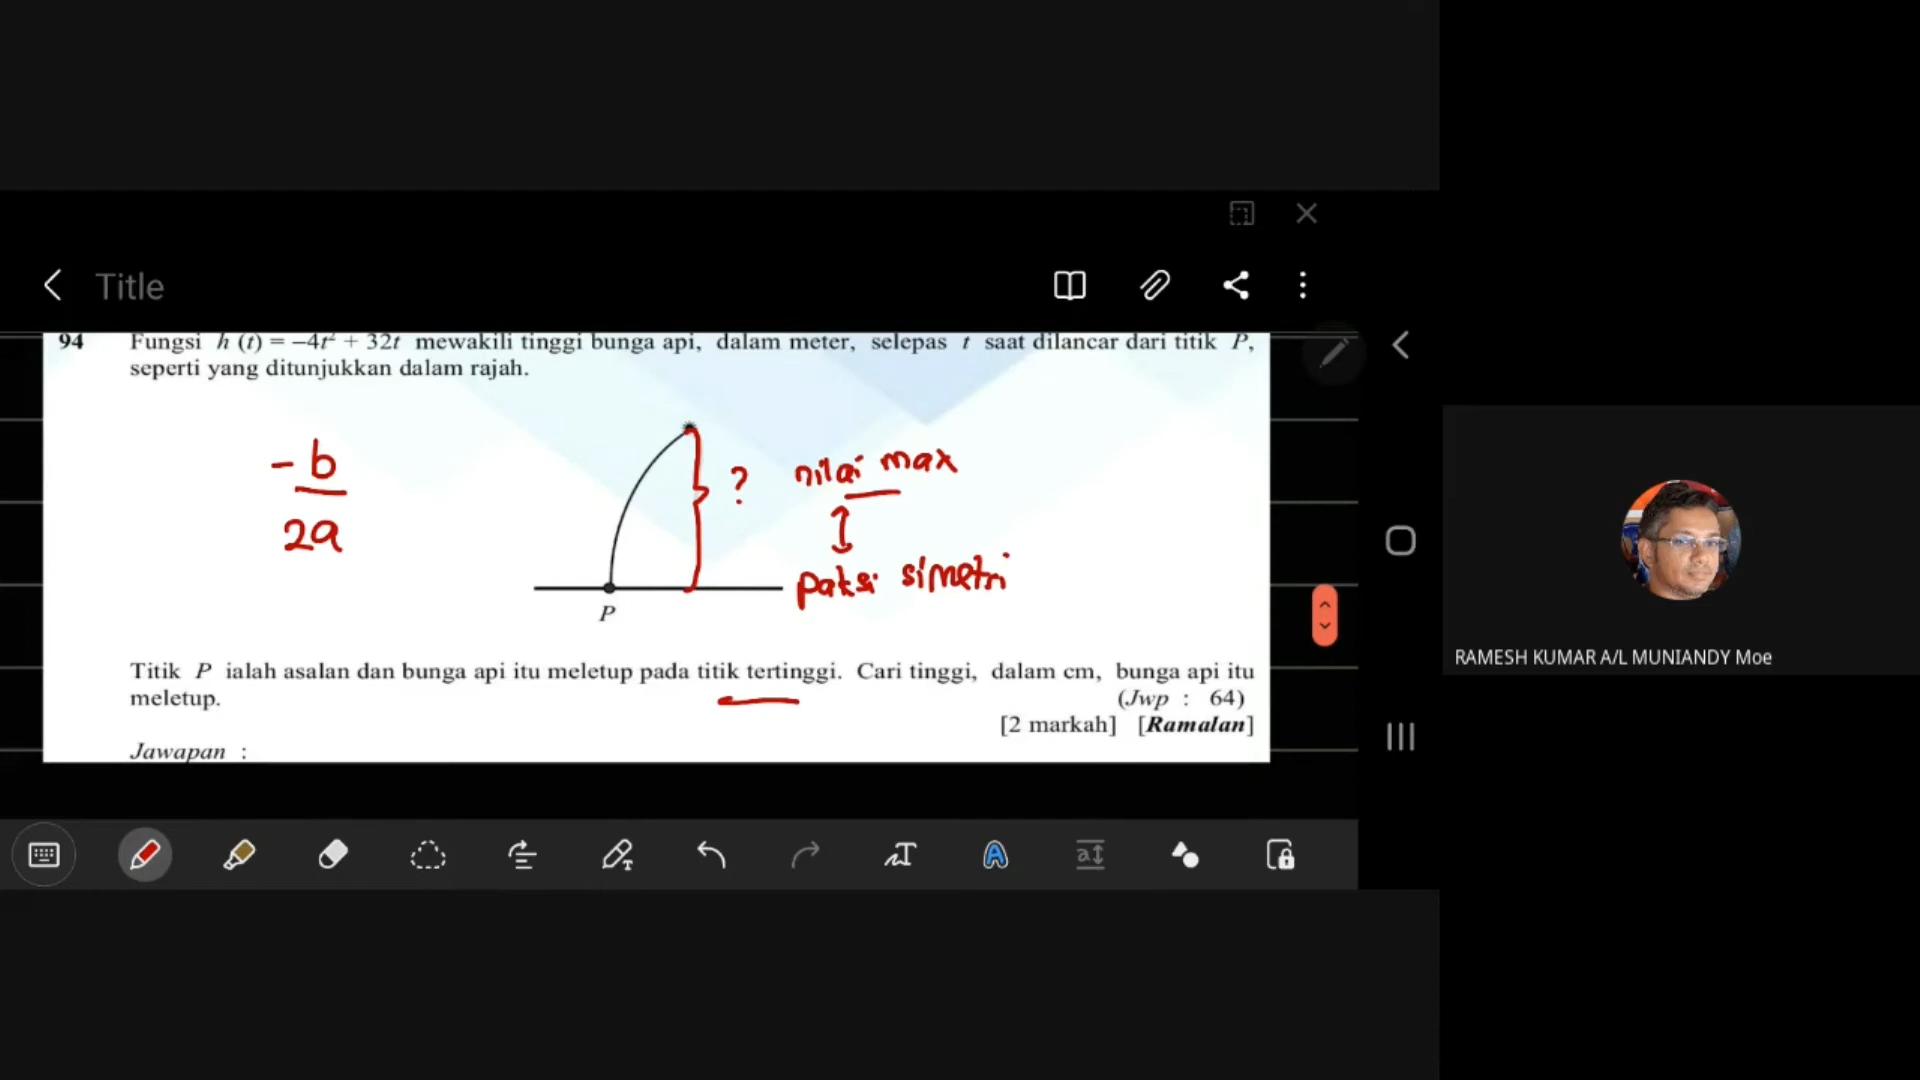 Title
94 Fungsi h (t) = −4t² + 32t mewakili tinggi bunga api, dalam meter, selepas t saat dilancar dari titik P,
seperti yang ditunjukkan dalam rajah.
-b
2a
?
nilai max
paksi simetri
P
Titik P ialah asalan dan bunga api itu meletup pada titik tertinggi. Cari tinggi, dalam cm, bunga api itu
meletup.
(Jwp : 64)
[2 markah] [Ramalan]
Jawapan :
RAMESH KUMAR A/L MUNIANDY Moe